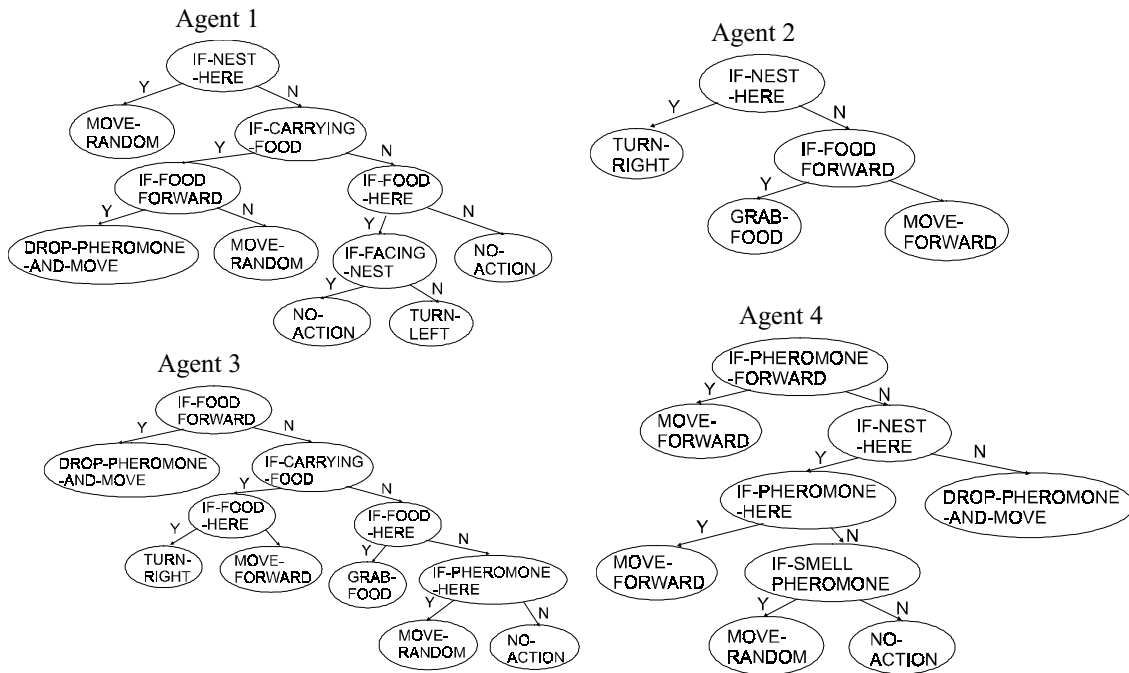 Agent 1
IF-NEST
-HERE
Y
N
MOVE-
RANDOM
IF-CARRYING
-FOOD
Y
N
IF-FOOD
FORWARD
IF-FOOD
-HERE
Y
N
Y
N
DROP-PHEROMONE
-AND-MOVE
MOVE-
RANDOM
IF-FACING
-NEST
NO-
ACTION
Y
N
NO-
ACTION
TURN-
LEFT
Agent 2
IF-NEST
-HERE
Y
N
TURN-
RIGHT
IF-FOOD
FORWARD
Y
GRAB-
FOOD
MOVE-
FORWARD
Agent 3
IF-FOOD
FORWARD
Y
N
DROP-PHEROMONE
-AND-MOVE
IF-CARRYING
-FOOD
Y
N
IF-FOOD
-HERE
IF-FOOD
-HERE
Y
Y
N
TURN-
RIGHT
MOVE-
FORWARD
GRAB-
FOOD
IF-PHEROMONE
-HERE
Y
N
MOVE-
RANDOM
NO-
ACTION
Agent 4
IF-PHEROMONE
-FORWARD
Y
N
MOVE-
FORWARD
IF-NEST
-HERE
Y
N
IF-PHEROMONE
-HERE
DROP-PHEROMONE
-AND-MOVE
Y
N
MOVE-
FORWARD
IF-SMELL
PHEROMONE
Y
N
MOVE-
RANDOM
NO-
ACTION